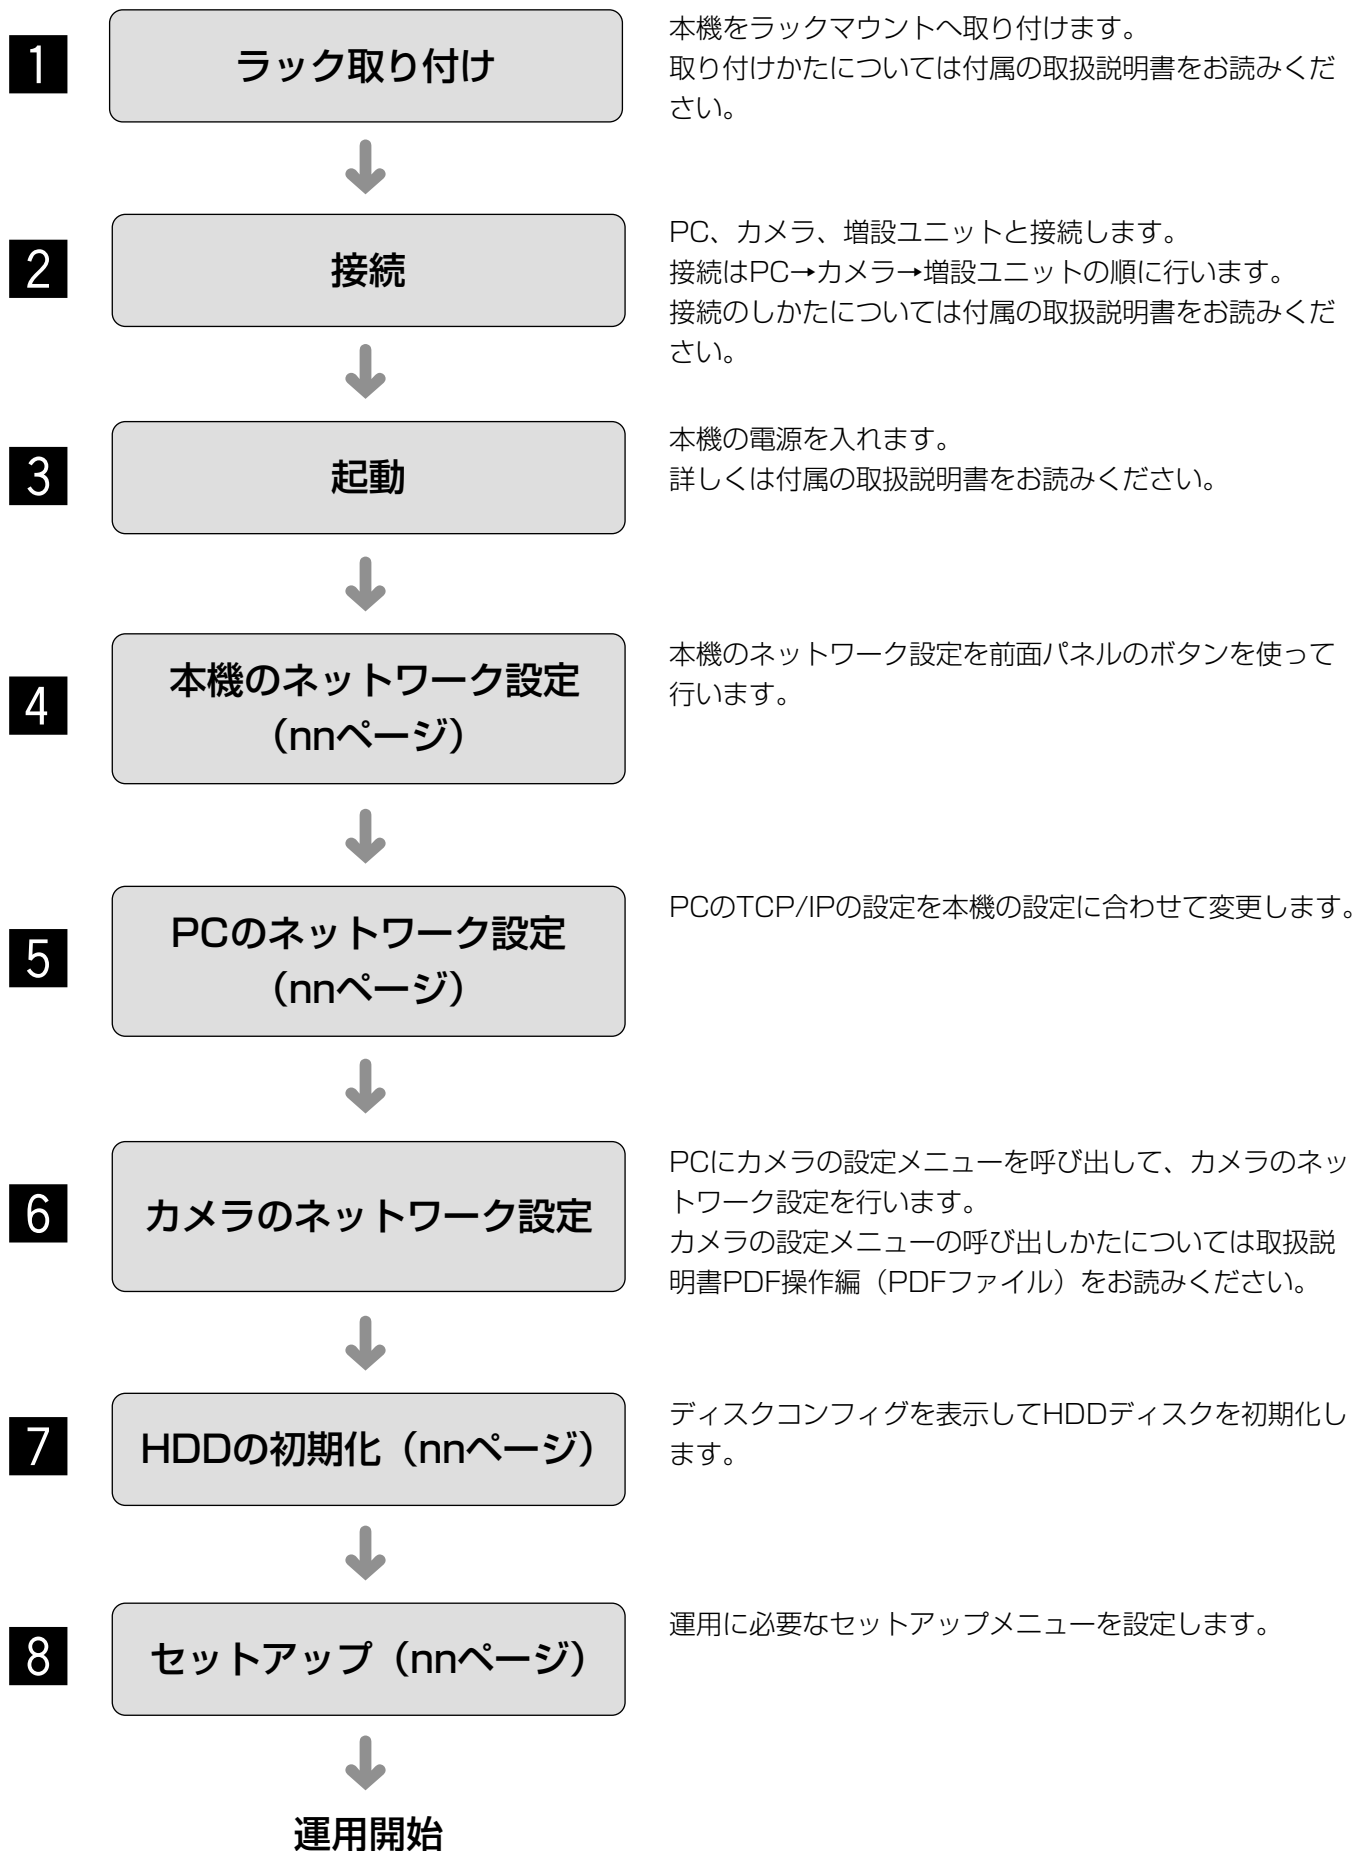 1
ラック取り付け
本機をラックマウントへ取り付けます。
取り付けかたについては付属の取扱説明書をお読みくだ
さい。
2
接続
PC、カメラ、増設ユニットと接続します。
接続はPC→カメラ→増設ユニットの順に行います。
接続のしかたについては付属の取扱説明書をお読みくだ
さい。
3
起動
本機の電源を入れます。
詳しくは付属の取扱説明書をお読みください。
4
本機のネットワーク設定
（nnページ）
本機のネットワーク設定を前面パネルのボタンを使って
行います。
5
PCのネットワーク設定
（nnページ）
PCのTCP/IPの設定を本機の設定に合わせて変更します。
6
カメラのネットワーク設定
PCにカメラの設定メニューを呼び出して、カメラのネッ
トワーク設定を行います。
カメラの設定メニューの呼び出しかたについては取扱説
明書PDF操作編（PDFファイル）をお読みください。
7
HDDの初期化（nnページ）
ディスクコンフィグを表示してHDDディスクを初期化し
ます。
8
セットアップ（nnページ）
運用に必要なセットアップメニューを設定します。
運用開始